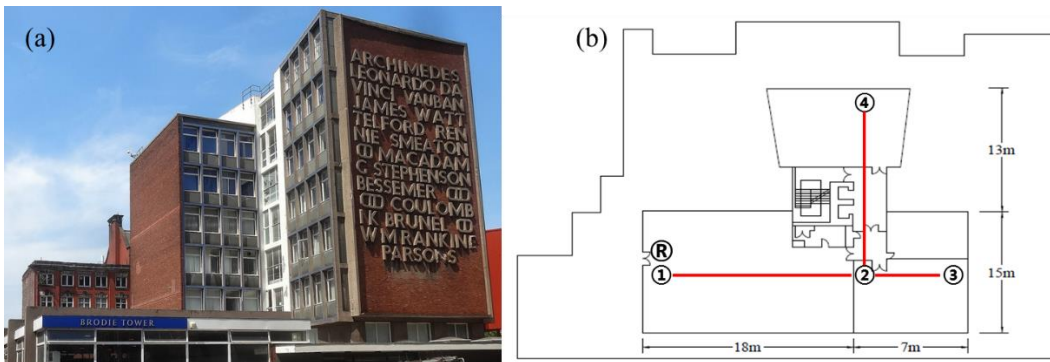 (a)
ARCHIMEDES
LEONARDO DA
VINCI VAUBAN
JAMES WATT
TELFORD REN
NIE SMEATON
MACADAM
G STEPHENSON
BESSEMER
COULOMB
I.K. BRUNEL
W M RANKINE
PARSONS
BRODIE TOWER
(b)
④
13m
Ⓡ
① ② ③
15m
18m 7m